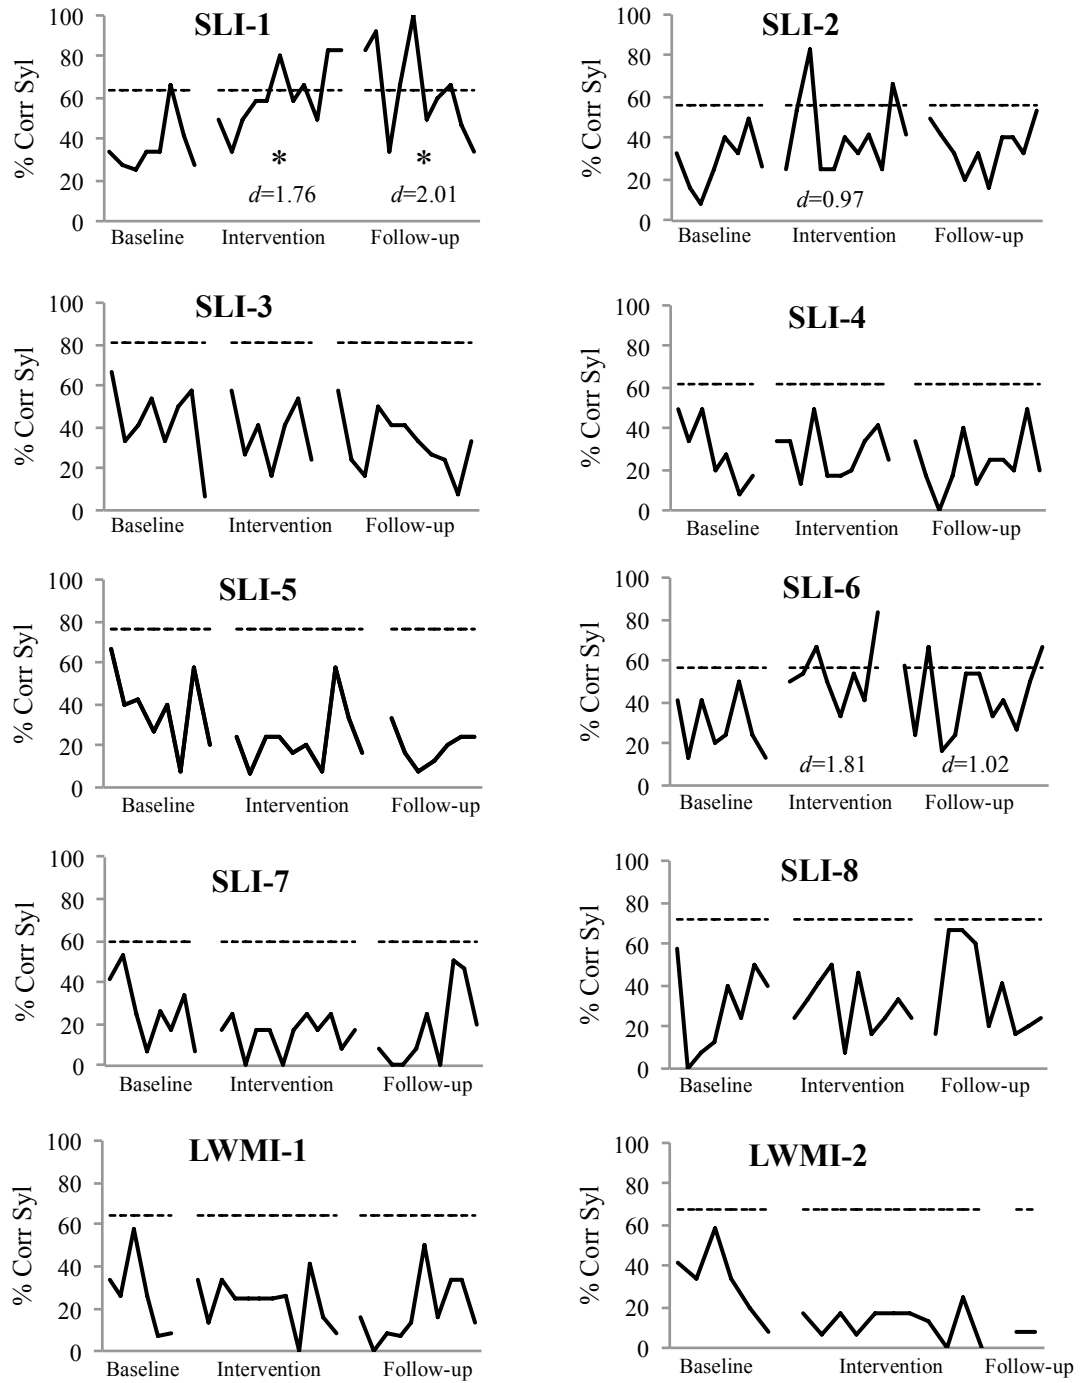 SLI-1
% Corr Syl
100
80
60
40
20
0
*
*
d=1.76
d=2.01
Baseline
Intervention
Follow-up
SLI-2
% Corr Syl
100
80
60
40
20
0
d=0.97
Baseline
Intervention
Follow-up
SLI-3
% Corr Syl
100
80
60
40
20
0
Baseline
Intervention
Follow-up
SLI-4
% Corr Syl
100
80
60
40
20
0
Baseline
Intervention
Follow-up
SLI-5
% Corr Syl
100
80
60
40
20
0
Baseline
Intervention
Follow-up
SLI-6
% Corr Syl
100
80
60
40
20
0
d=1.81
d=1.02
Baseline
Intervention
Follow-up
SLI-7
% Corr Syl
100
80
60
40
20
0
Baseline
Intervention
Follow-up
SLI-8
% Corr Syl
100
80
60
40
20
0
Baseline
Intervention
Follow-up
LWMI-1
% Corr Syl
100
80
60
40
20
0
Baseline
Intervention
Follow-up
LWMI-2
% Corr Syl
100
80
60
40
20
0
Baseline
Intervention
Follow-up